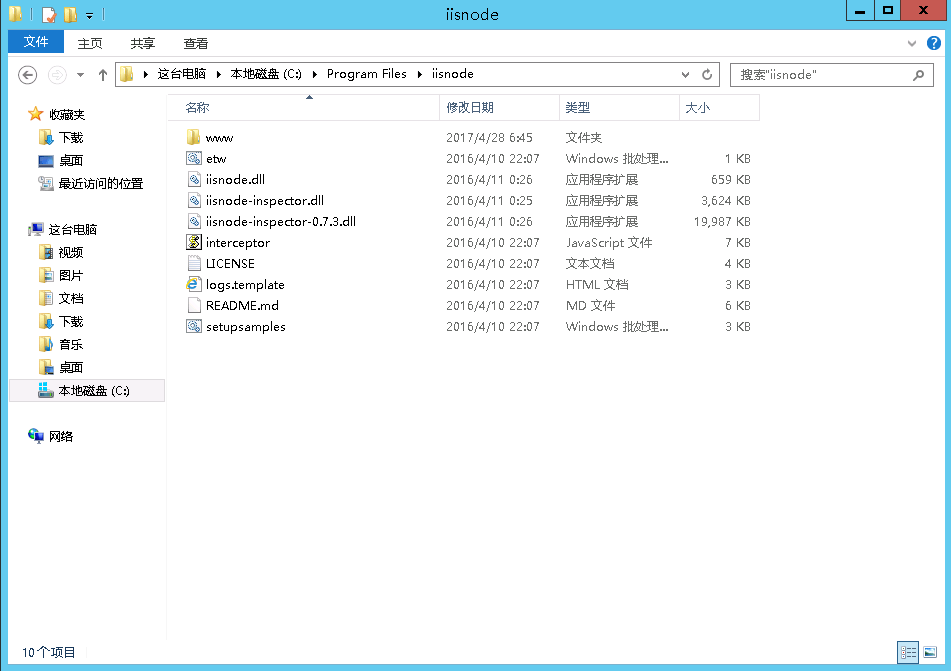 iisnode
文件 主页 共享 查看
这台电脑 本地磁盘 (C:) Program Files iisnode 搜索"iisnode"
名称 修改日期 类型 大小
收藏夹
下载
桌面
最近访问的位置
这台电脑
视频
图片
文档
下载
音乐
桌面
本地磁盘 (C:)
网络
www 2017/4/28 6:45 文件夹
etw 2016/4/10 22:07 Windows 批处理... 1 KB
iisnode.dll 2016/4/11 0:26 应用程序扩展 659 KB
iisnode-inspector.dll 2016/4/11 0:25 应用程序扩展 3,624 KB
iisnode-inspector-0.7.3.dll 2016/4/11 0:26 应用程序扩展 19,987 KB
interceptor 2016/4/10 22:07 JavaScript 文件 7 KB
LICENSE 2016/4/10 22:07 文本文档 4 KB
logs.template 2016/4/10 22:07 HTML 文档 3 KB
README.md 2016/4/10 22:07 MD 文件 6 KB
setupsamples 2016/4/10 22:07 Windows 批处理... 3 KB
10 个项目